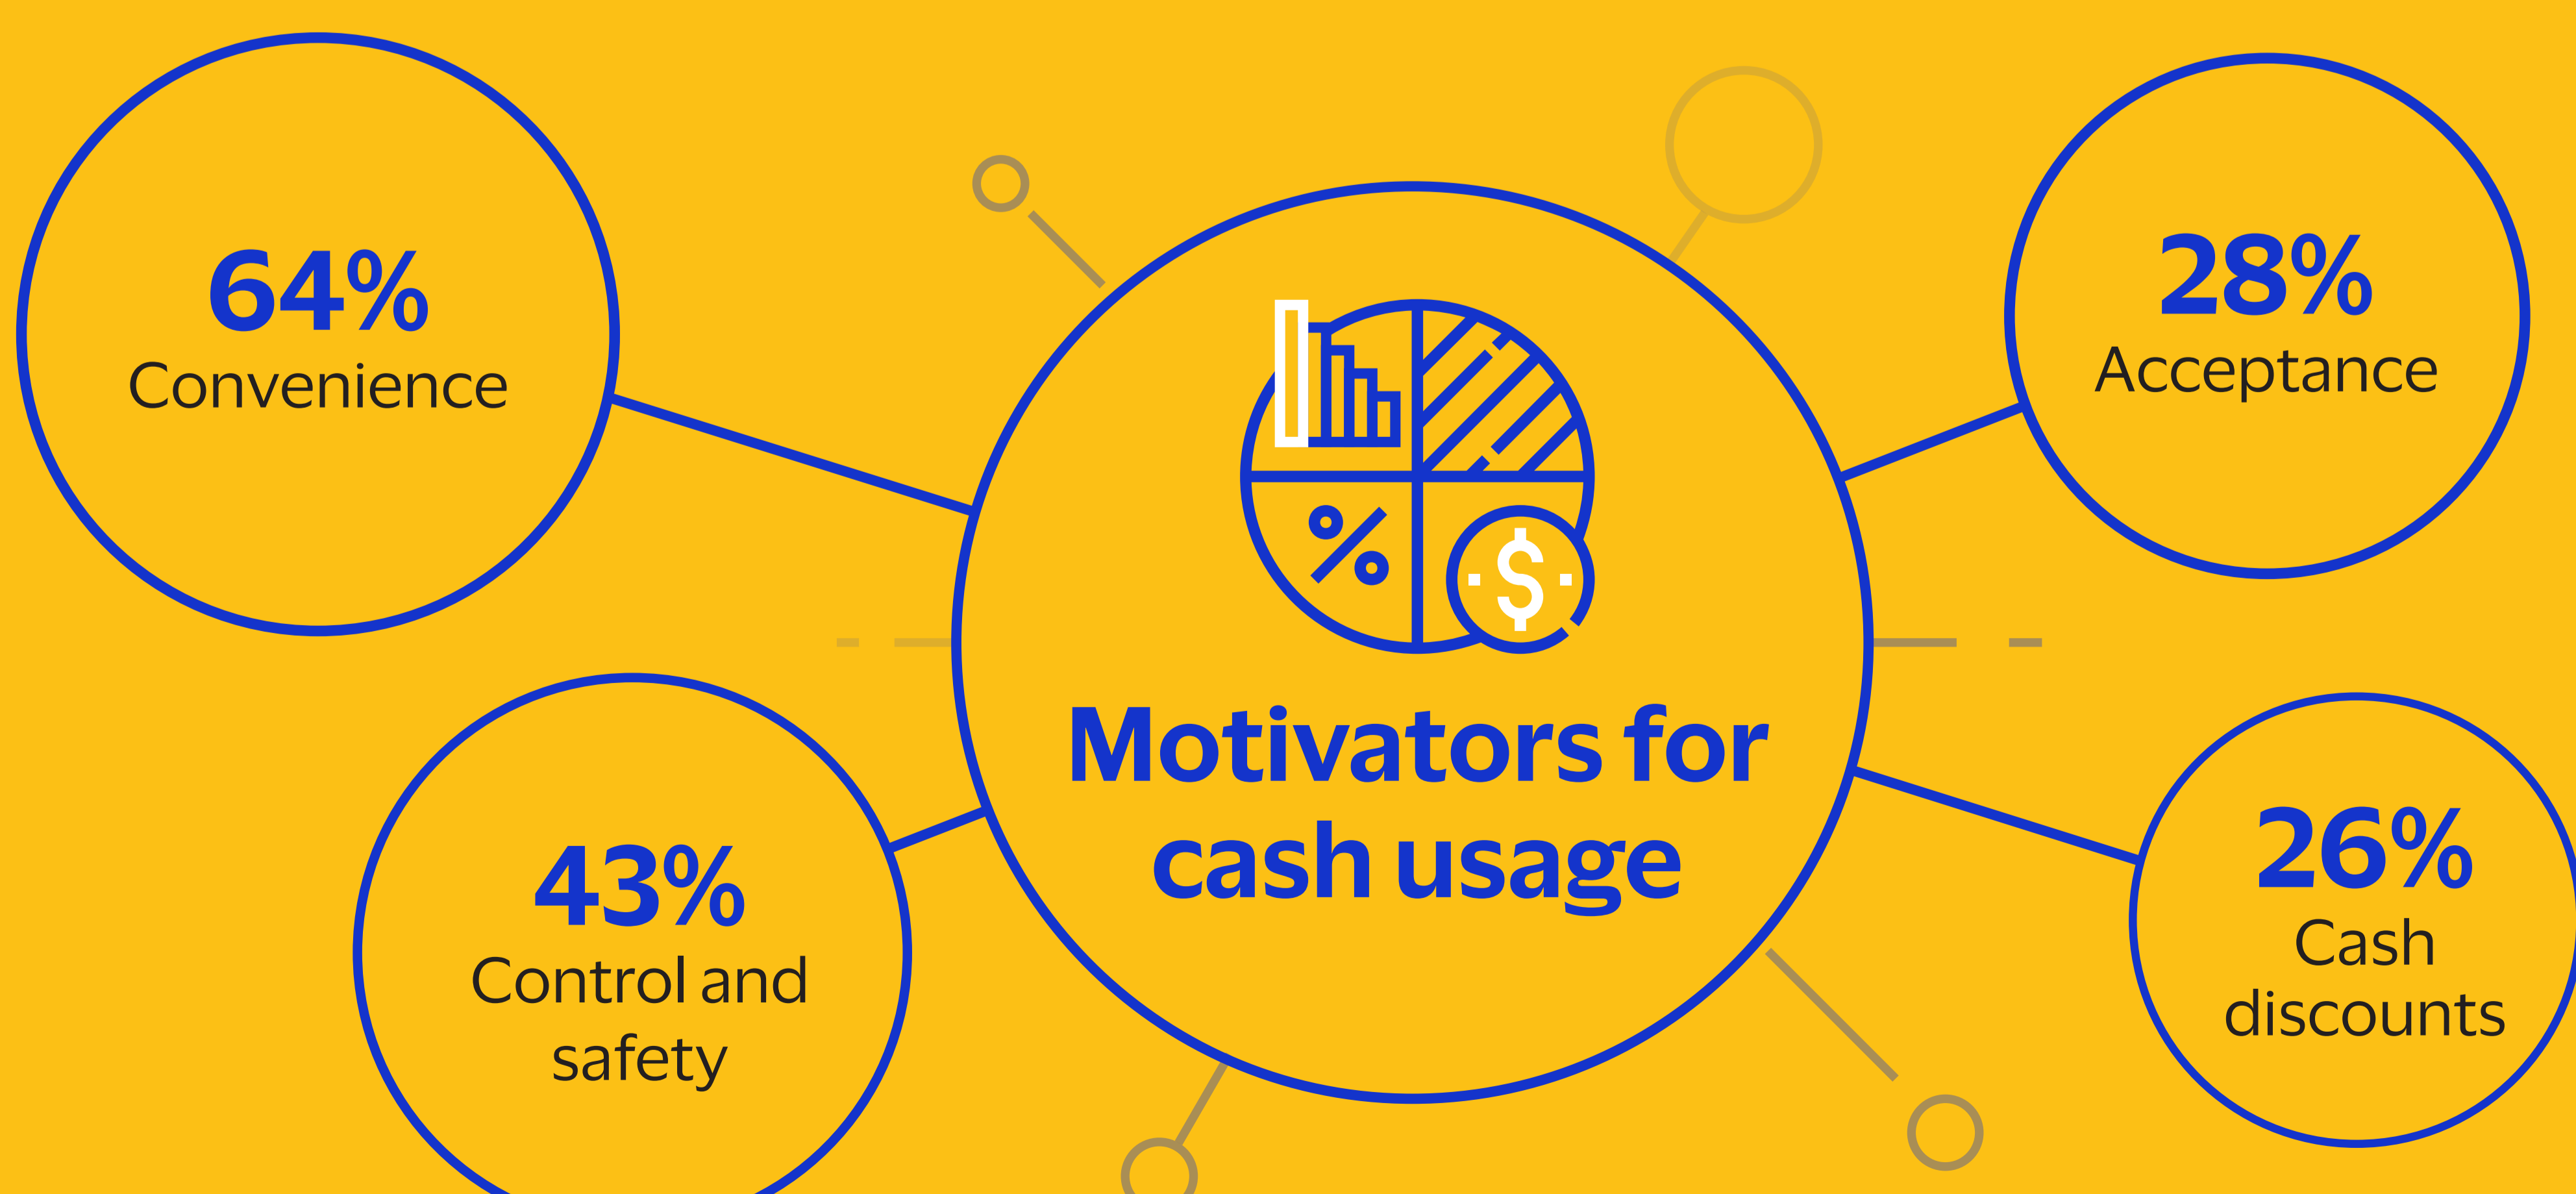 64%
Convenience
43%
Control and
safety
%
$
Motivators for
cash usage
28%
Acceptance
26%
Cash
discounts